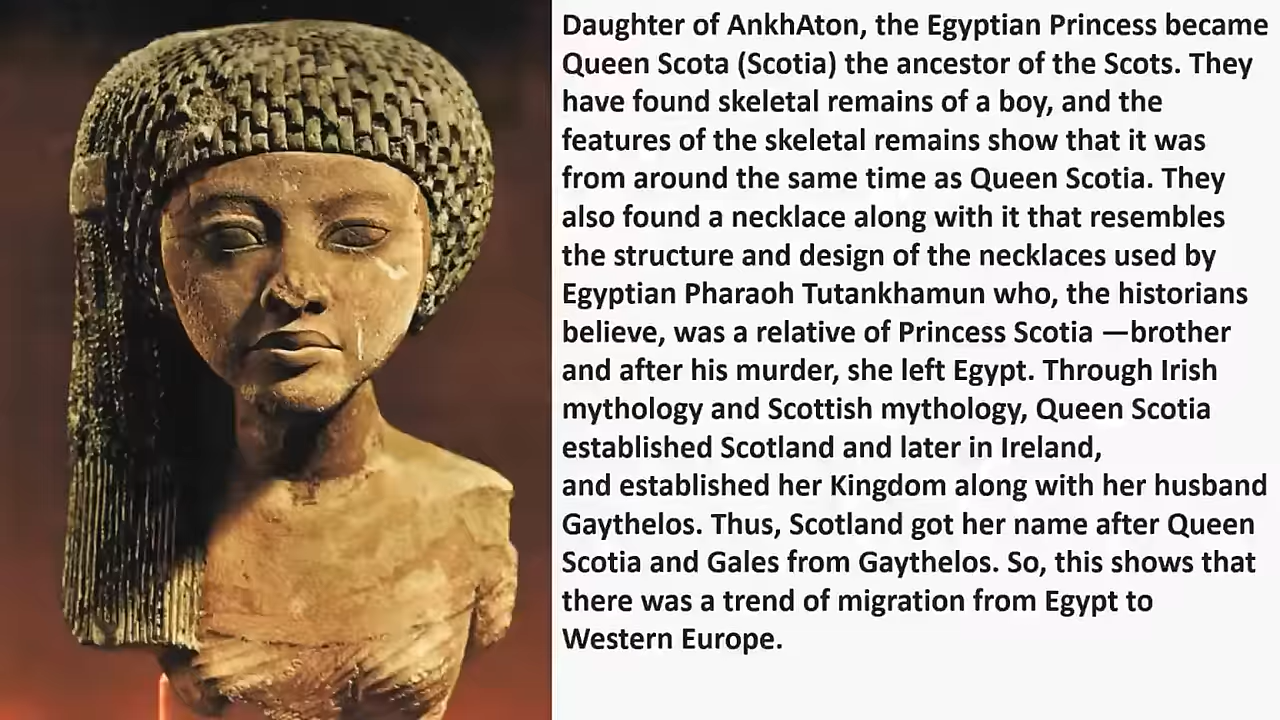 Daughter of AnkhAton, the Egyptian Princess became
Queen Scota (Scotia) the ancestor of the Scots. They
have found skeletal remains of a boy, and the
features of the skeletal remains show that it was
from around the same time as Queen Scotia. They
also found a necklace along with it that resembles
the structure and design of the necklaces used by
Egyptian Pharaoh Tutankhamun who, the historians
believe, was a relative of Princess Scotia —brother
and after his murder, she left Egypt. Through Irish
mythology and Scottish mythology, Queen Scotia
established Scotland and later in Ireland,
and established her Kingdom along with her husband
Gaythelos. Thus, Scotland got her name after Queen
Scotia and Gales from Gaythelos. So, this shows that
there was a trend of migration from Egypt to
Western Europe.